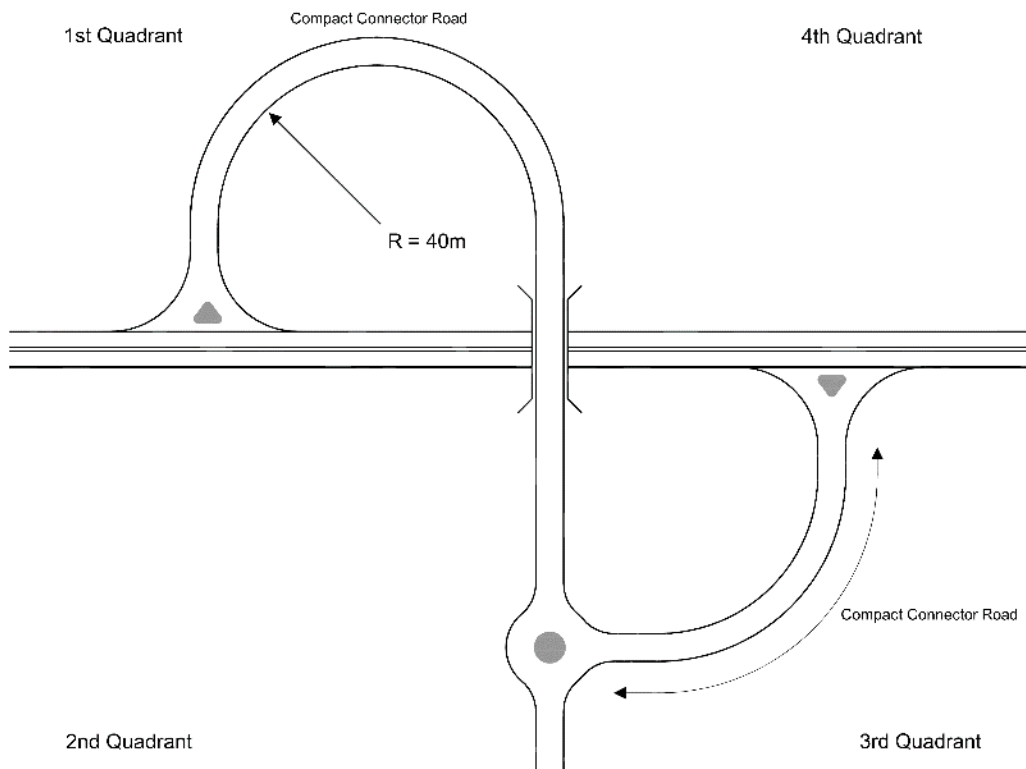 Compact Connector Road
1st Quadrant
4th Quadrant
R = 40m
Compact Connector Road
2nd Quadrant
3rd Quadrant